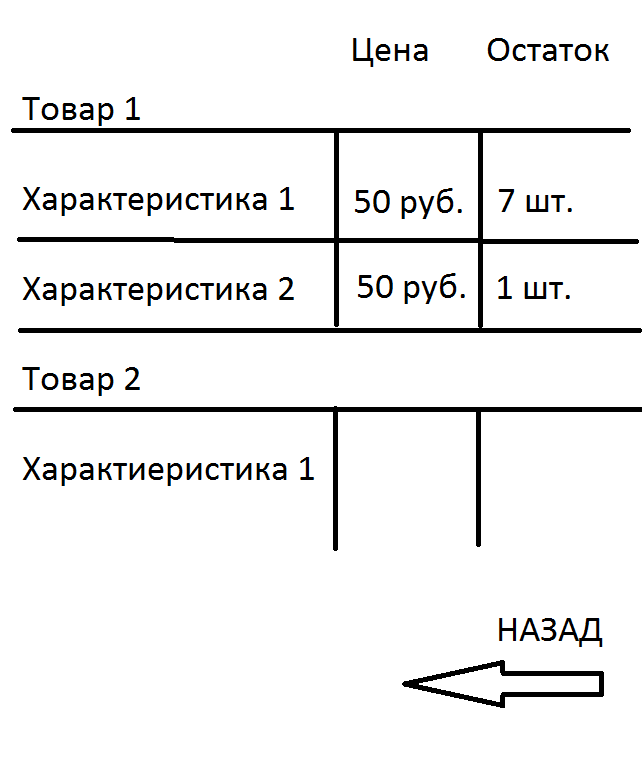 Цена Остаток
Товар 1
Характеристика 1 50 руб. 7 шт.
Характеристика 2 50 руб. 1 шт.
Товар 2
Характиеристика 1
НАЗАД